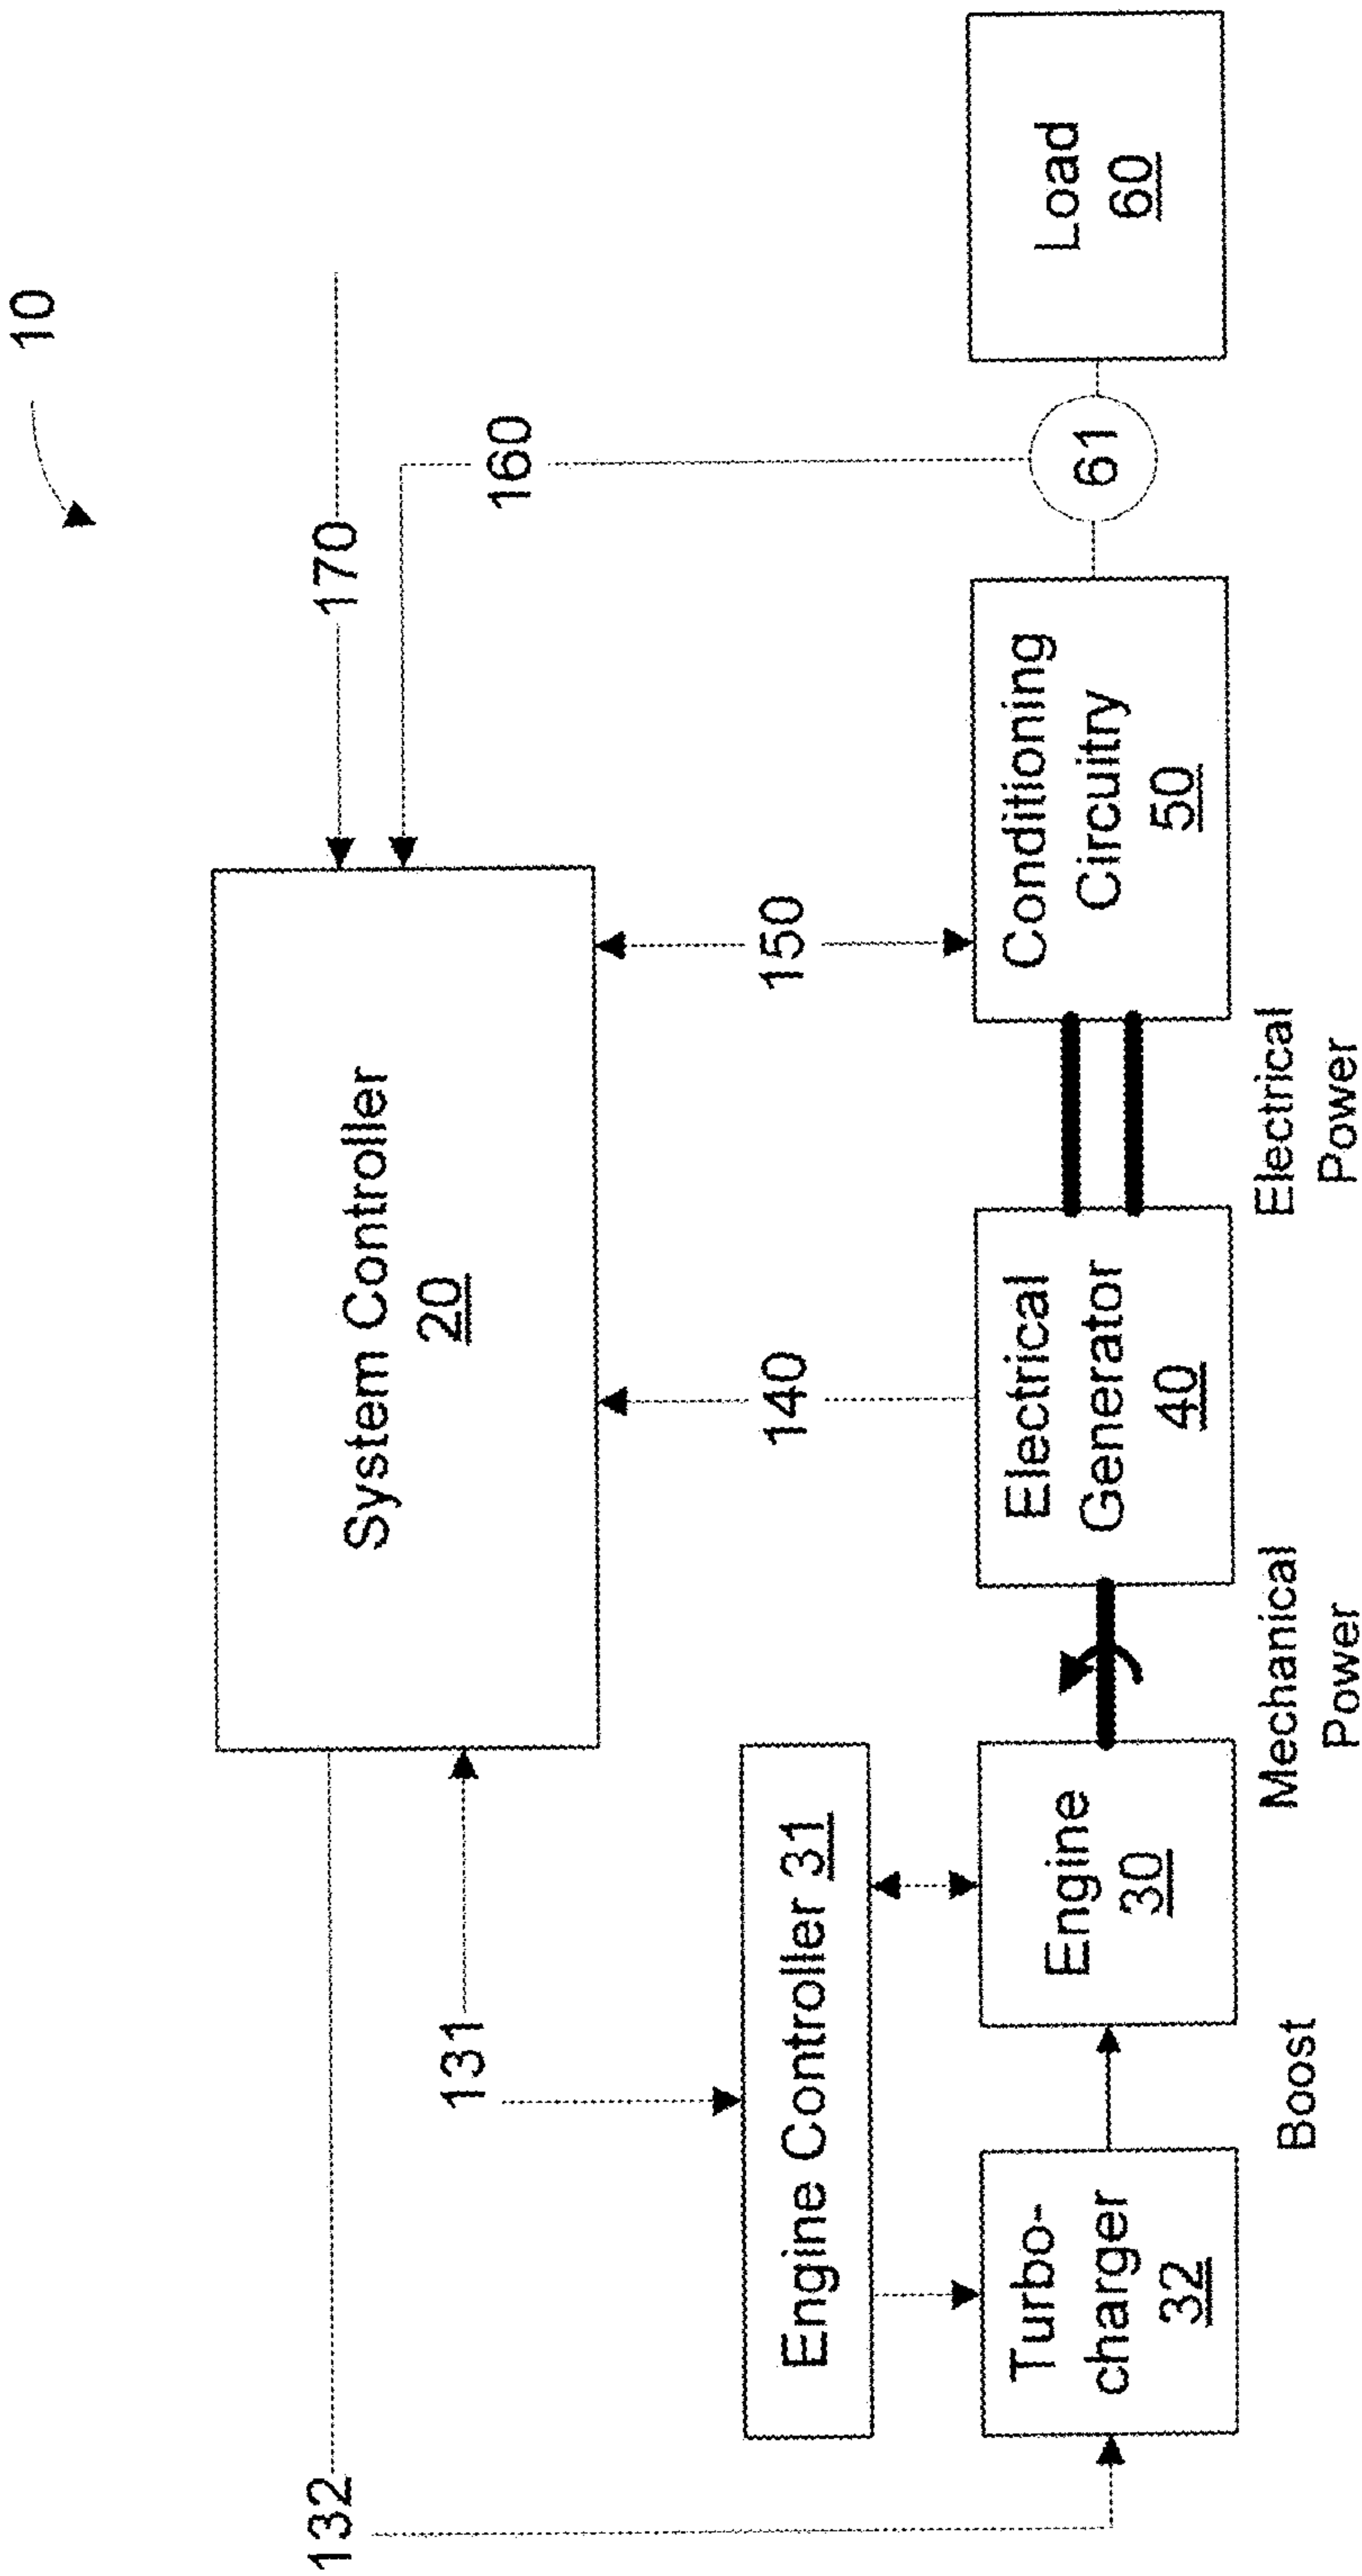 10
170
160
System Controller
20
132
131
140
150
Engine Controller 31
Turbo-
charger
32
Engine
30
Electrical
Generator
40
Conditioning
Circuitry
50
61
Load
60
Boost
Mechanical
Power
Electrical
Power